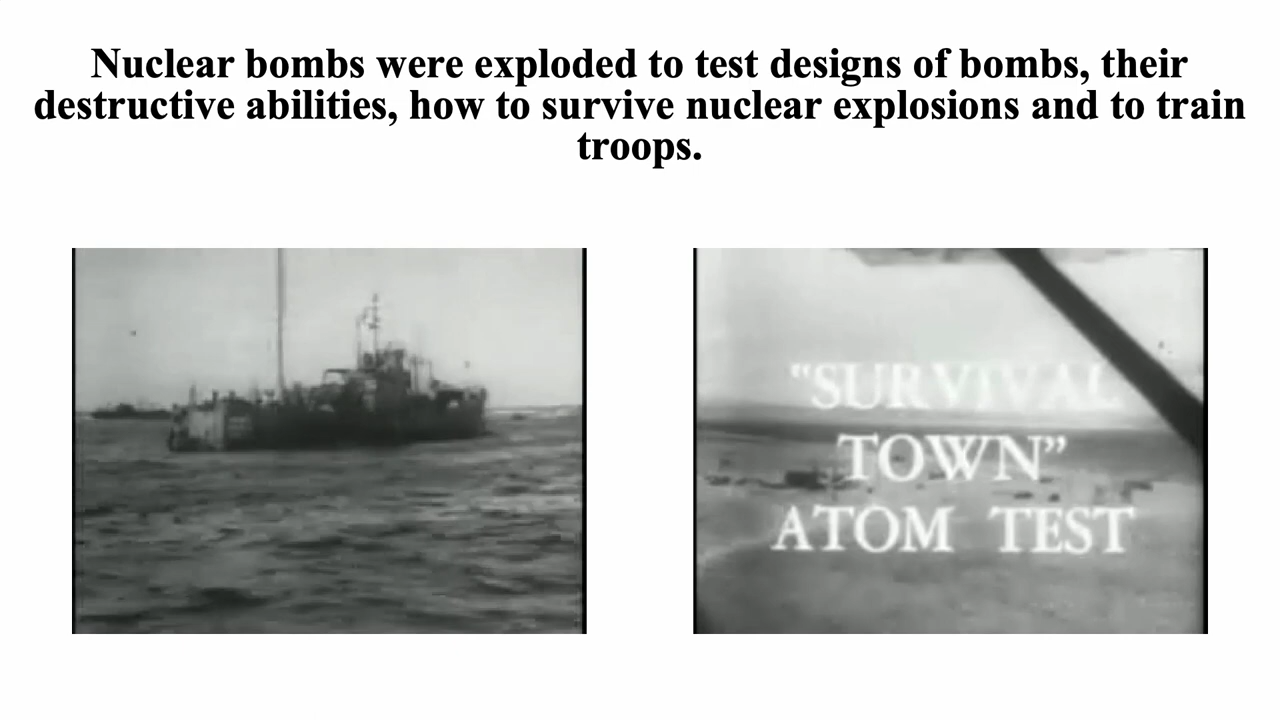 Nuclear bombs were exploded to test designs of bombs, their
destructive abilities, how to survive nuclear explosions and to train
troops.
“SURVIVAL
TOWN”
ATOM TEST